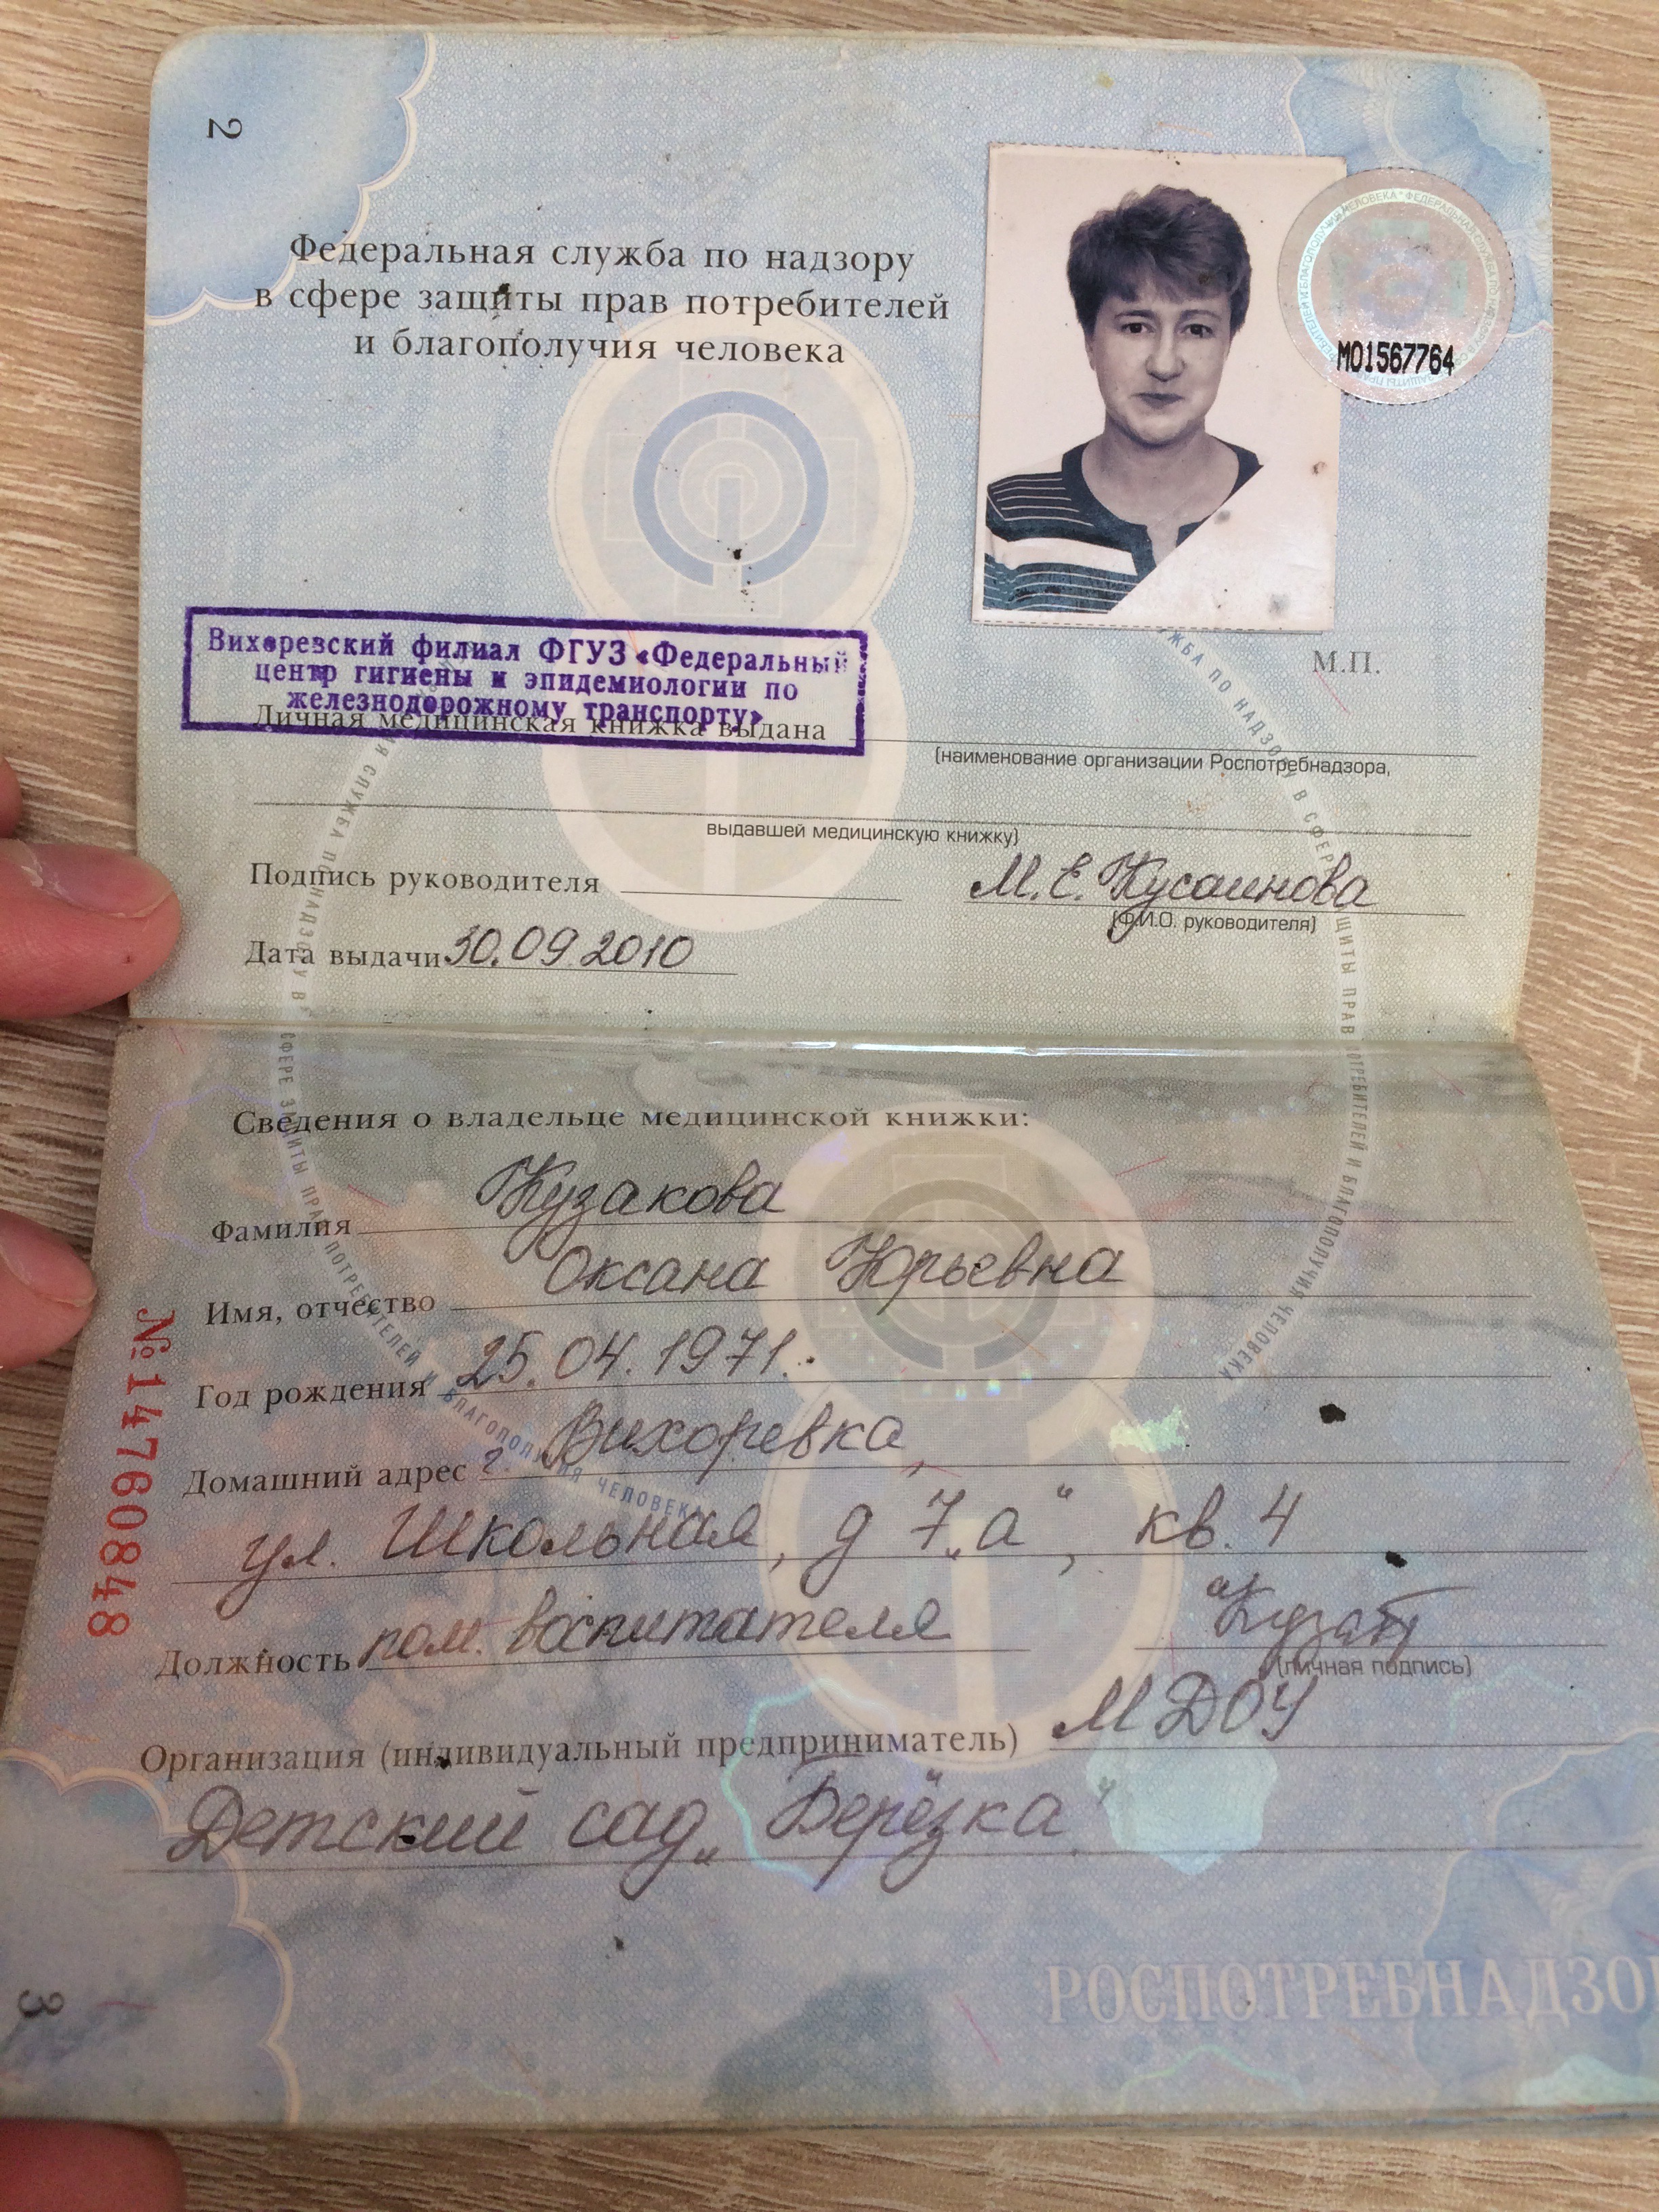 2
Федеральная служба по надзору
в сфере защиты прав потребителей
и благополучия человека
М01567764
М.П.
Вихоревский филиал ФГУЗ «Федеральный
центр гигиены и эпидемиологии по
железнодорожному транспорту»
Личная медицинская книжка выдана
(наименование организации Роспотребнадзора,
выдавшей медицинскую книжку)
Подпись руководителя М.Е. Кусаинова
(Ф.И.О. руководителя)
Дата выдачи 30.09.2010
Сведения о владельце медицинской книжки:
Фамилия Кузакова
Имя, отчество Оксана Юрьевна
Год рождения 25.04.1971.
Домашний адрес г. Вихоревка,
ул. Школьная, д 7 „а“, кв. 4
Должность пом. воспитателя
(личная подпись)
Организация (индивидуальный предприниматель) МДОУ
Детский сад „Берёзка“
№ 14760848
РОСПОТРЕБНАДЗО
3